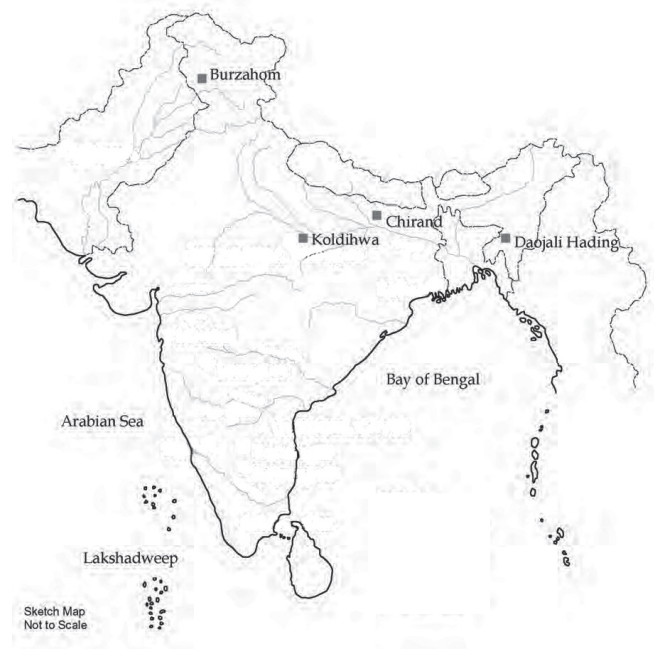 Burzahom
Chirand
Koldihwa
Daojali Hading
Bay of Bengal
Arabian Sea
Lakshadweep
Sketch Map
Not to Scale